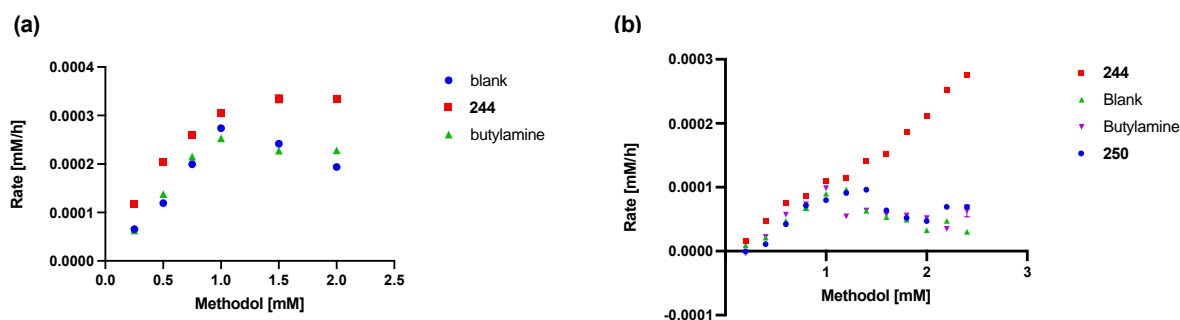 (a)
0.0004
0.0003
0.0002
0.0001
0.0000
Rate [mM/h]
0.0
0.5
1.0
1.5
2.0
2.5
Methodol [mM]
blank
244
butylamine
(b)
0.0003
0.0002
0.0001
0.0000
-0.0001
Rate [mM/h]
1
2
3
Methodol [mM]
244
Blank
Butylamine
250